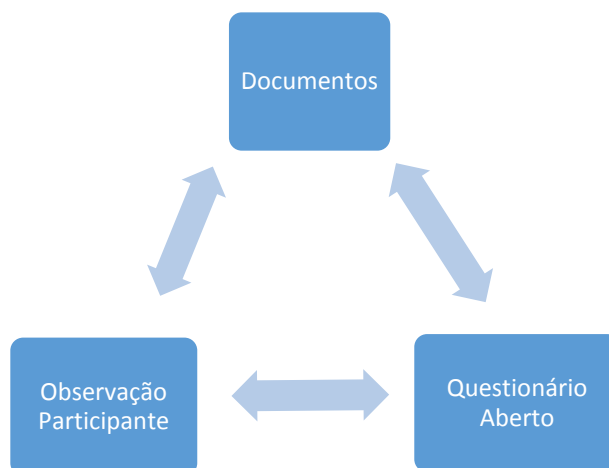 Documentos
Observação
Participante
Questionário
Aberto